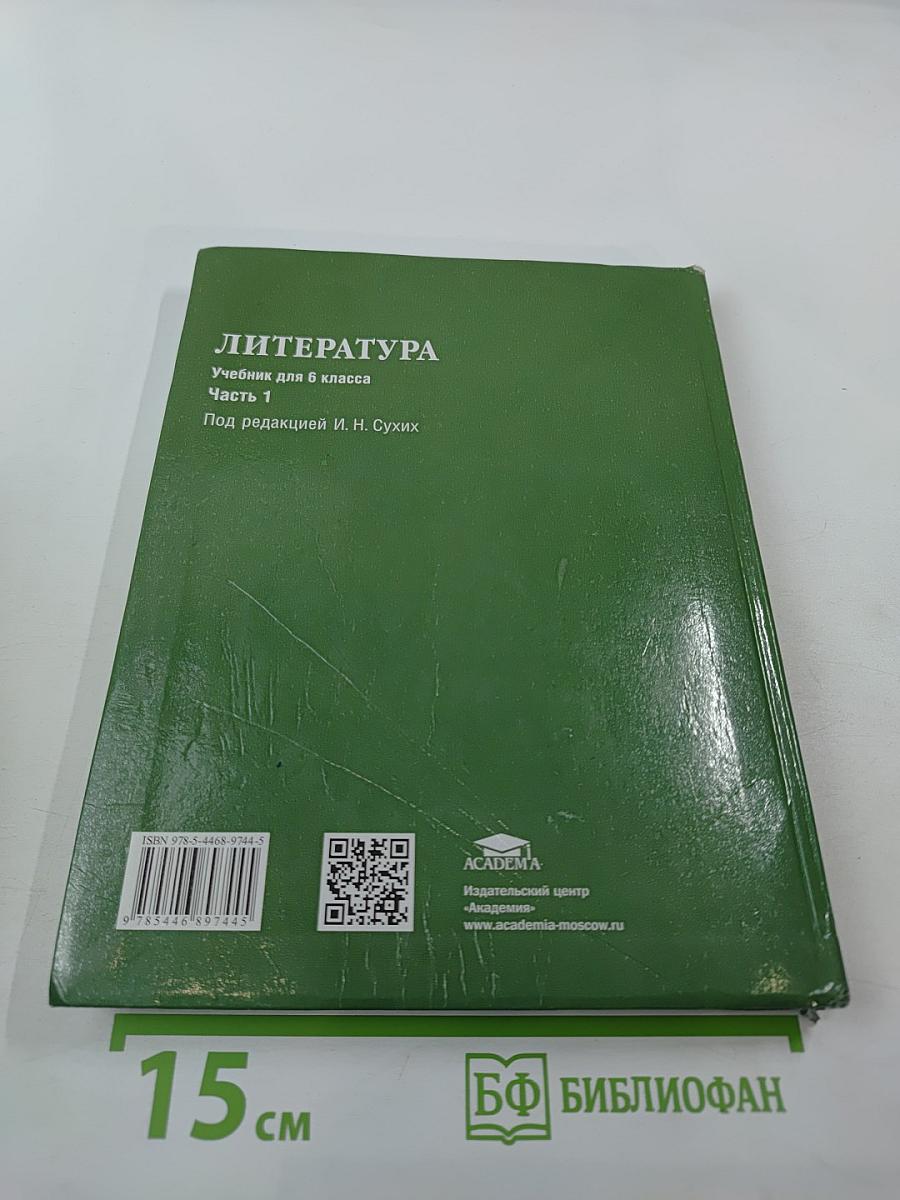 ЛИТЕРАТУРА
Учебник для 6 класса
Часть 1
Под редакцией И. Н. Сухих
ISBN 978-5-4468-9744-5
9 785446 897445
ACADEMA
Издательский центр
«Академия»
www.academia-moscow.ru
15 см
БФ БИБЛИОФАН